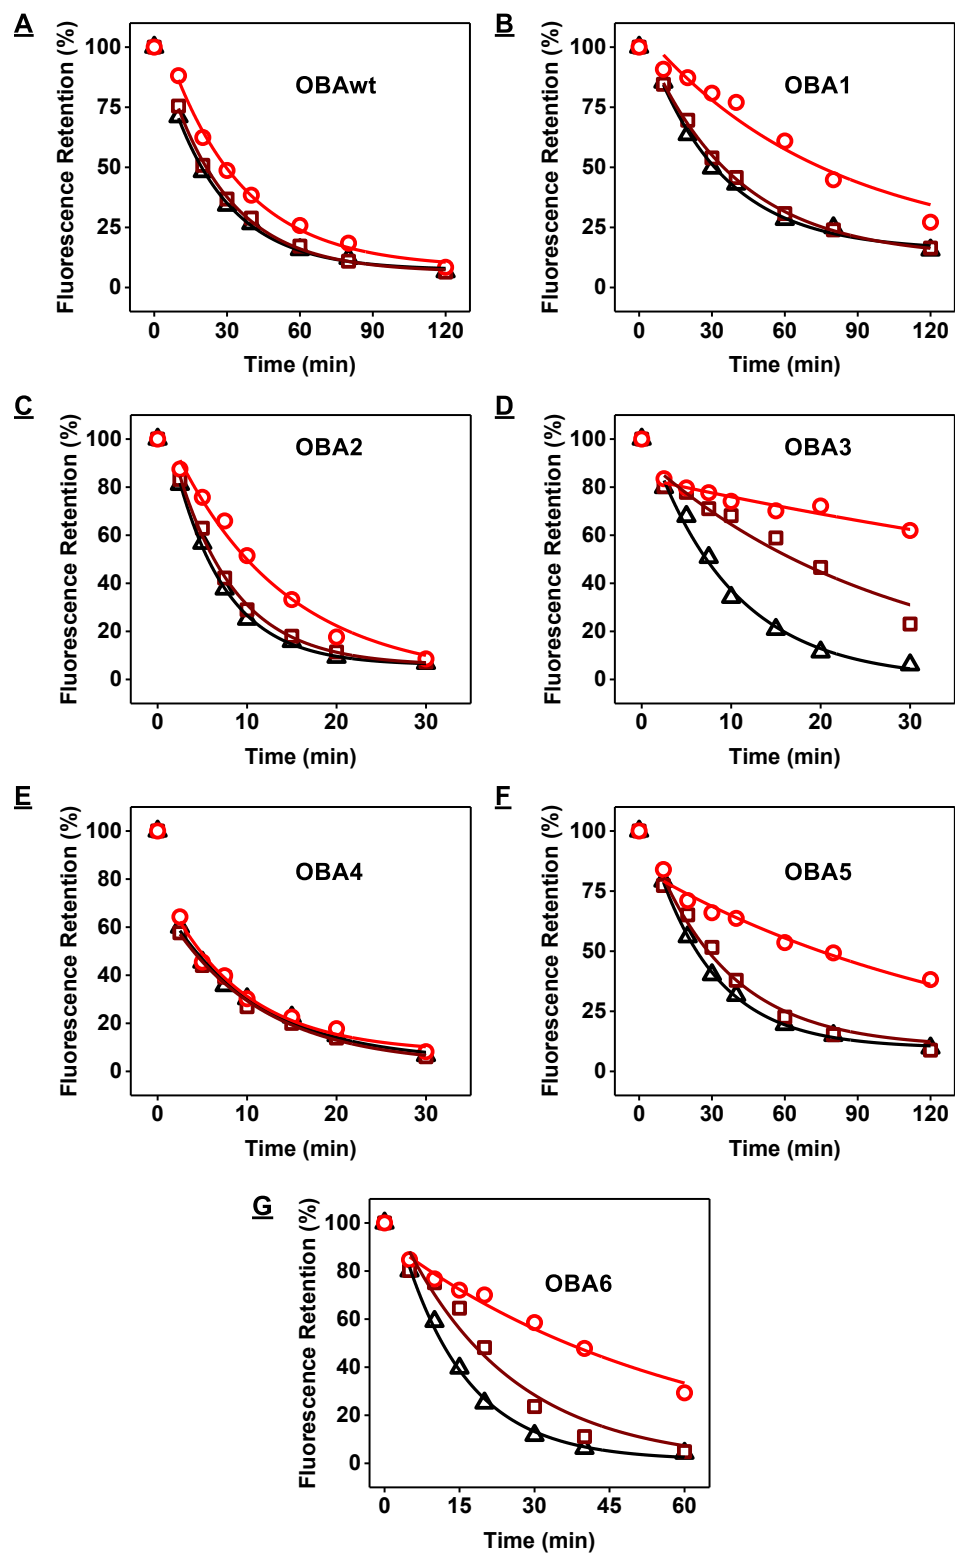 A
Fluorescence Retention (%)
100
75
50
25
0
OBAwt
0 30 60 90 120
Time (min)
B
Fluorescence Retention (%)
100
75
50
25
0
OBA1
0 30 60 90 120
Time (min)
C
Fluorescence Retention (%)
100
80
60
40
20
0
OBA2
0 10 20 30
Time (min)
D
Fluorescence Retention (%)
100
80
60
40
20
0
OBA3
0 10 20 30
Time (min)
E
Fluorescence Retention (%)
100
80
60
40
20
0
OBA4
0 10 20 30
Time (min)
F
Fluorescence Retention (%)
100
75
50
25
0
OBA5
0 30 60 90 120
Time (min)
G
Fluorescence Retention (%)
100
80
60
40
20
0
OBA6
0 15 30 45 60
Time (min)